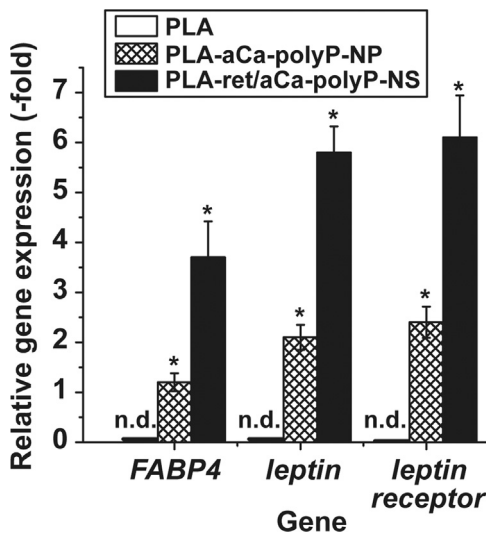 PLA
PLA-aCa-polyP-NP
PLA-ret/aCa-polyP-NS
Relative gene expression (-fold)
7
6
5
4
3
2
1
0
* *
* *
* *
n.d. n.d. n.d.
FABP4 leptin leptin receptor
Gene